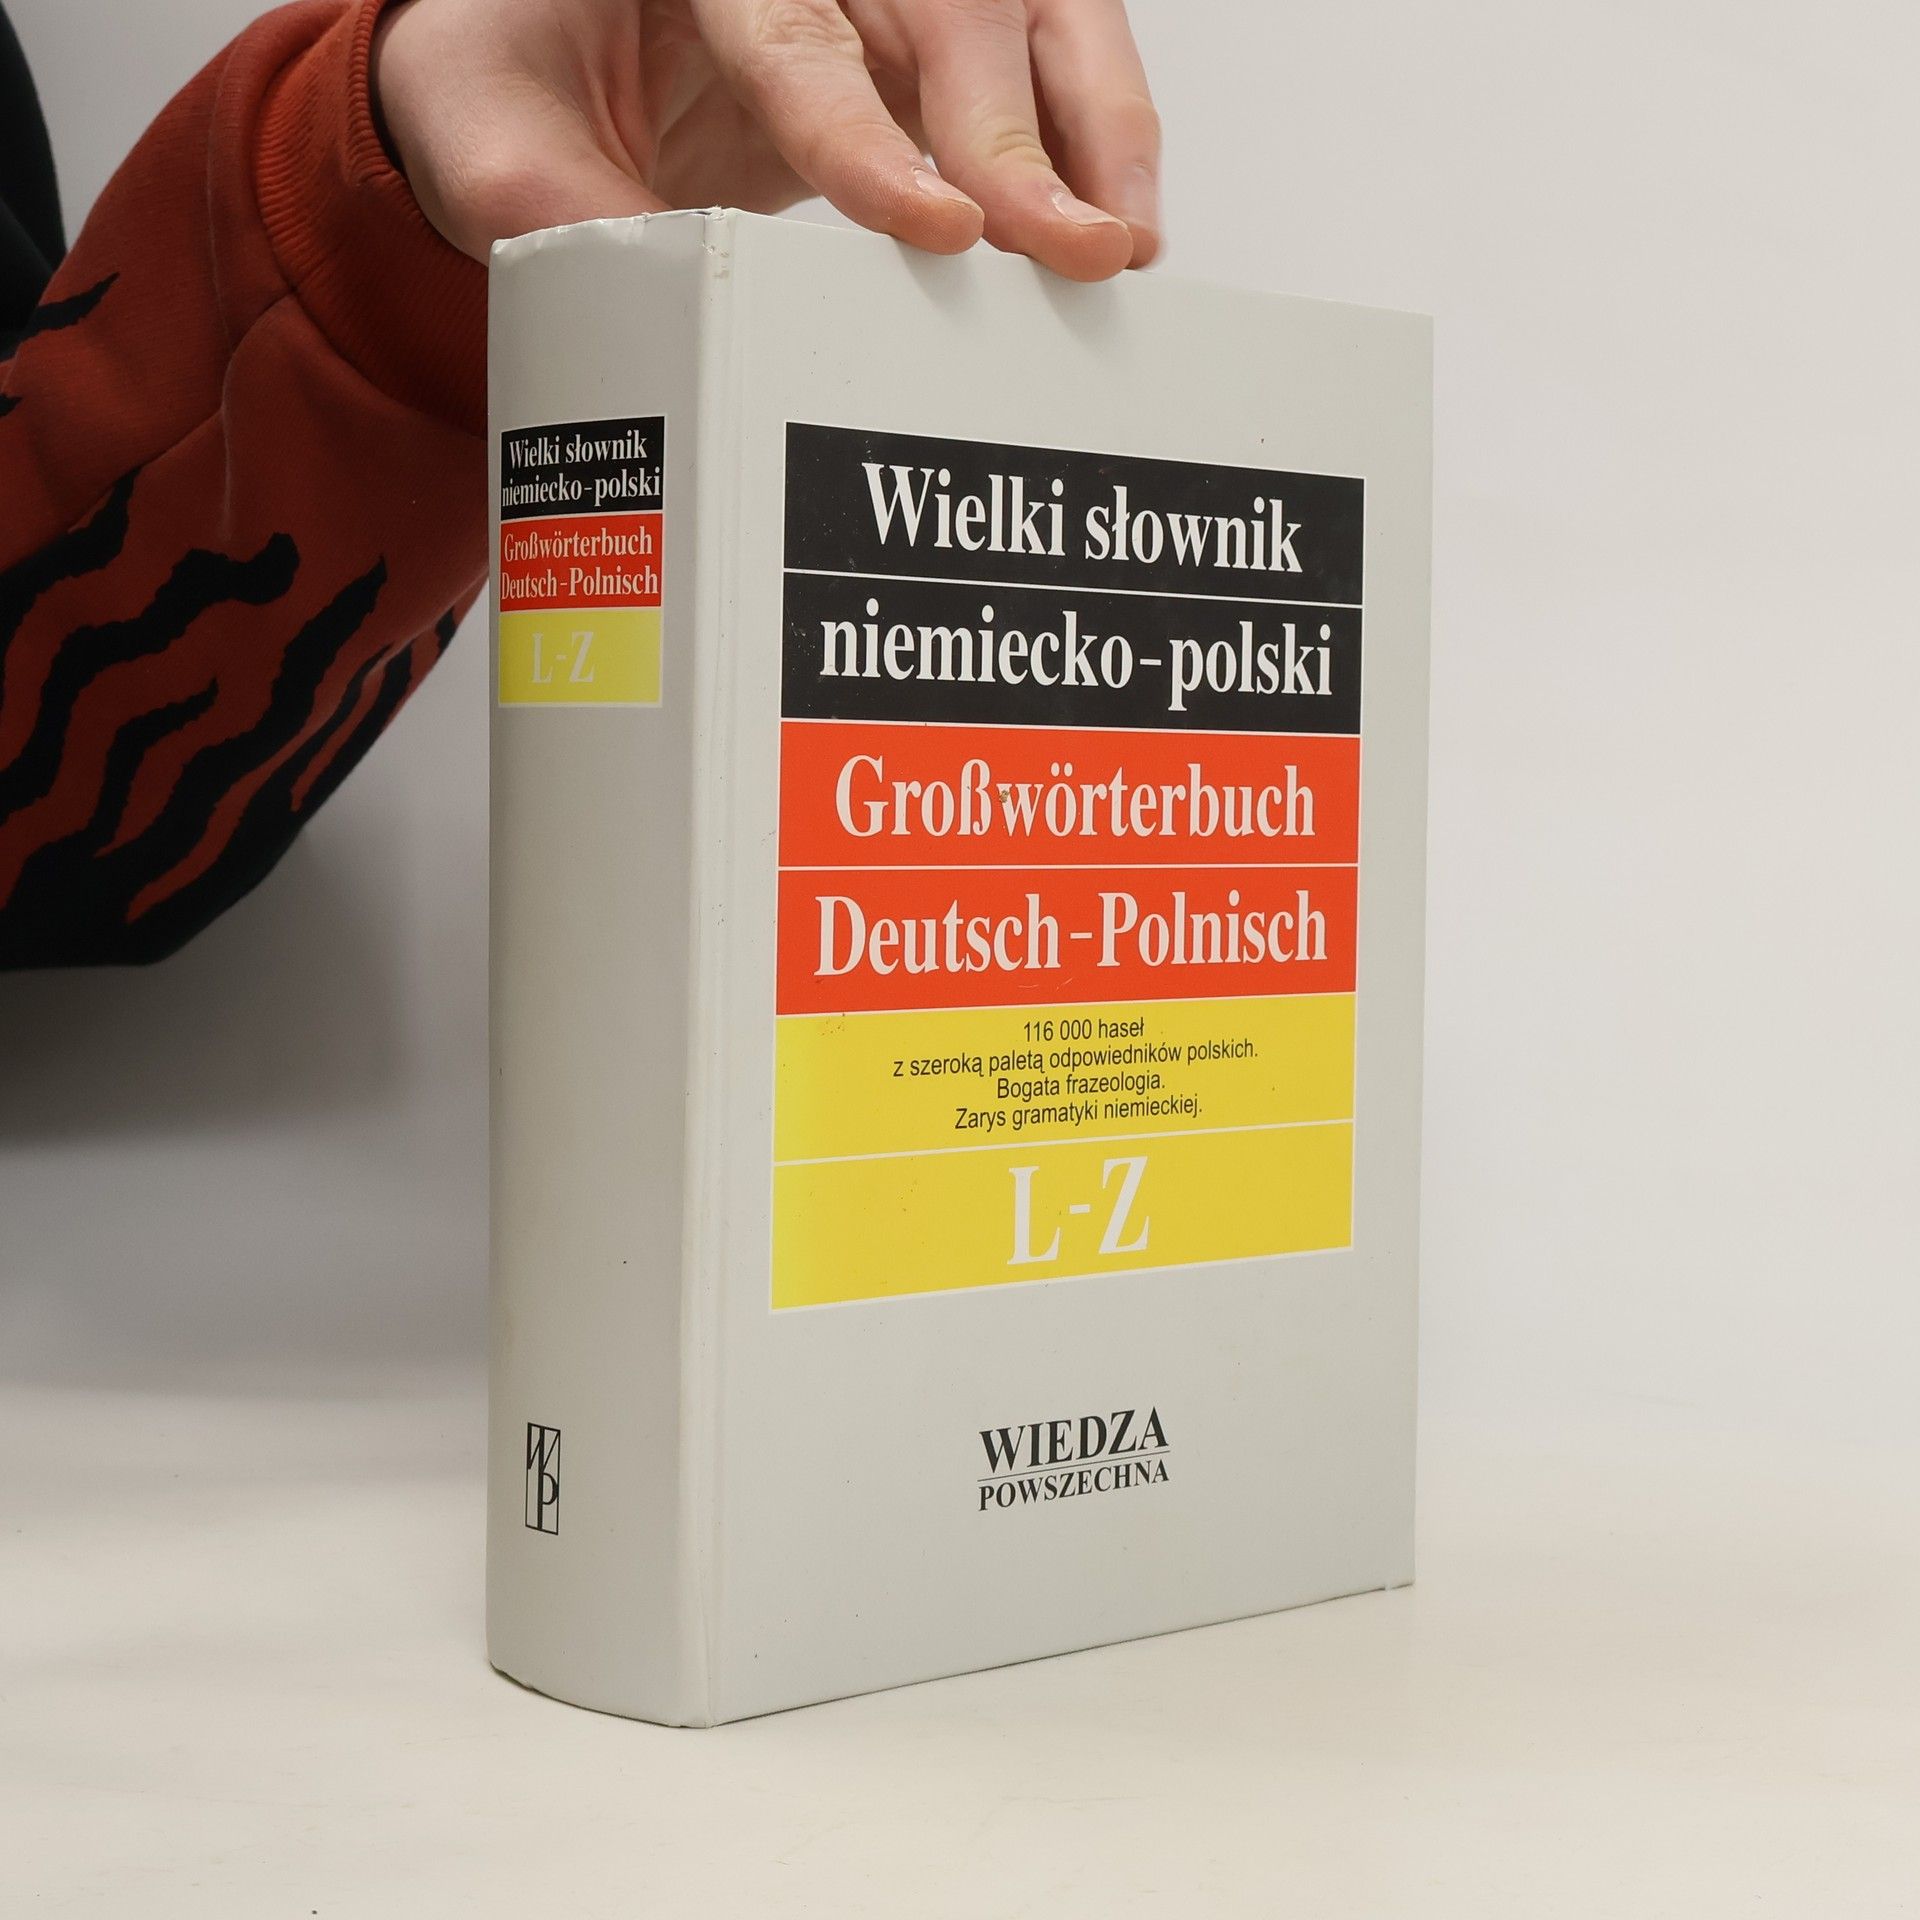 Wielki słownik
niemiecko-polski
Großwörterbuch
Deutsch-Polnisch
L-Z
WP
Wielki słownik
niemiecko-polski
Großwörterbuch
Deutsch-Polnisch
116 000 haseł
z szeroką paletą odpowiedników polskich.
Bogata frazeologia.
Zarys gramatyki niemieckiej.
L-Z
WIEDZA
POWSZECHNA